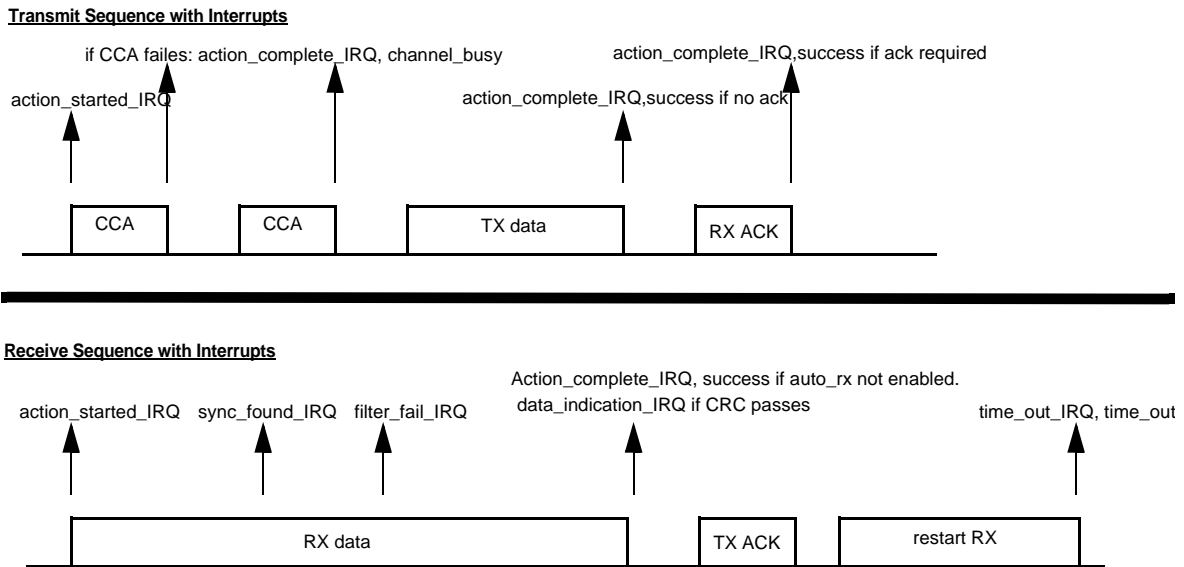 Transmit Sequence with Interrupts
if CCA failes: action_complete_IRQ, channel_busy
action_complete_IRQ,success if ack required
action_started_IRQ
action_complete_IRQ,success if no ack
CCA
CCA
TX data
RX ACK
Receive Sequence with Interrupts
Action_complete_IRQ, success if auto_rx not enabled.
data_indication_IRQ if CRC passes
action_started_IRQ
sync_found_IRQ
filter_fail_IRQ
time_out_IRQ, time_out
RX data
TX ACK
restart RX